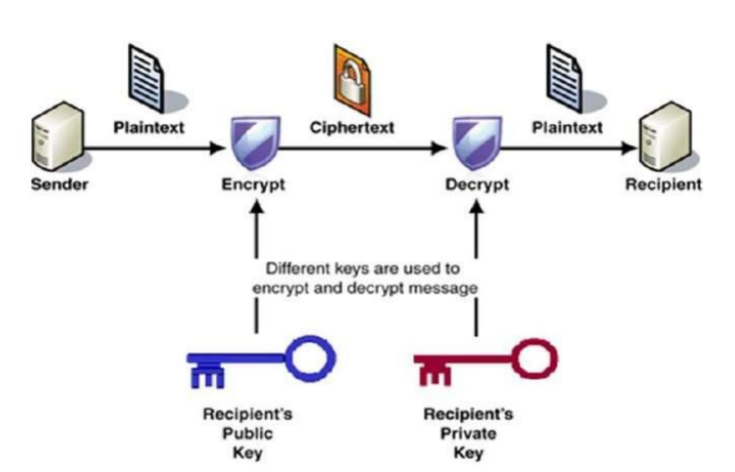 Plaintext
Ciphertext
Plaintext
Sender
Encrypt
Decrypt
Recipient
Different keys are used to
encrypt and decrypt message
Recipient's
Public
Key
Recipient's
Private
Key